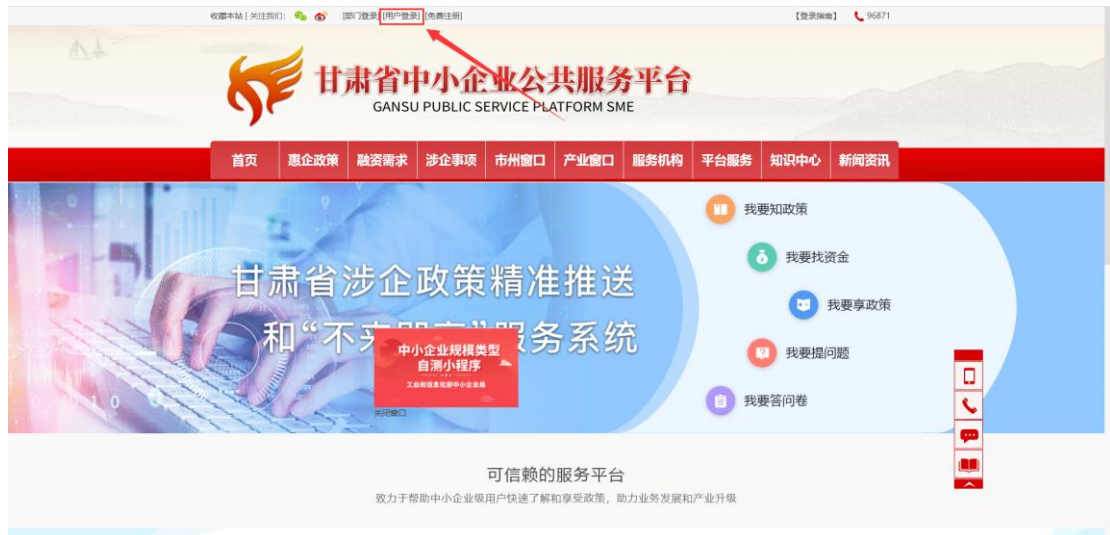 收藏本站 | 关注我们: [部门登录] [用户登录] [免费注册] 【登录指南】 96871
甘肃省中小企业公共服务平台
GANSU PUBLIC SERVICE PLATFORM SME
首页 惠企政策 融资需求 涉企事项 市州窗口 产业窗口 服务机构 平台服务 知识中心 新闻资讯
我要知政策
我要找资金
甘肃省涉企政策精准推送
我要享政策
和“不来即享”服务系统
中小企业规模类型
自测小程序
工业和信息化部中小企业局
我要提问题
关闭窗口
我要答问卷
可信赖的服务平台
致力于帮助中小企业级用户快速了解和享受政策，助力业务发展和产业升级